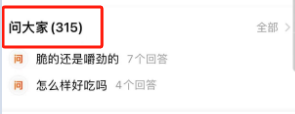 问大家(315) 全部 >
问 脆的还是嚼劲的 7个回答
问 怎么样好吃吗 4个回答